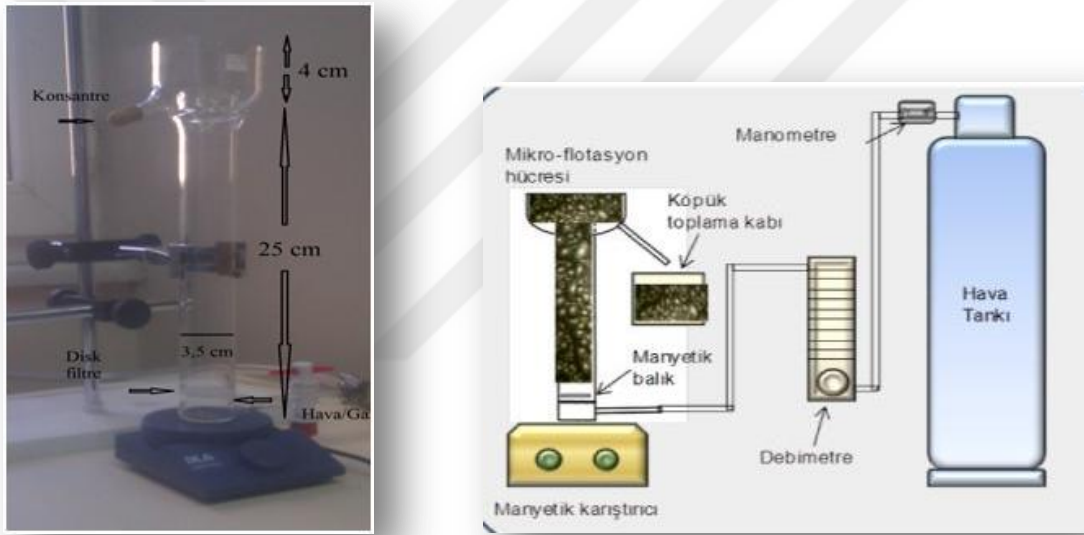 4 cm
Konsantre
25 cm
3,5 cm
Disk
filtre
Hava/Ga
IKA
Manometre
Mikro-flotasyon
hücresi
Köpük
toplama kabı
Hava
Tankı
Manyetik
balık
Debimetre
Manyetik karıştırıcı